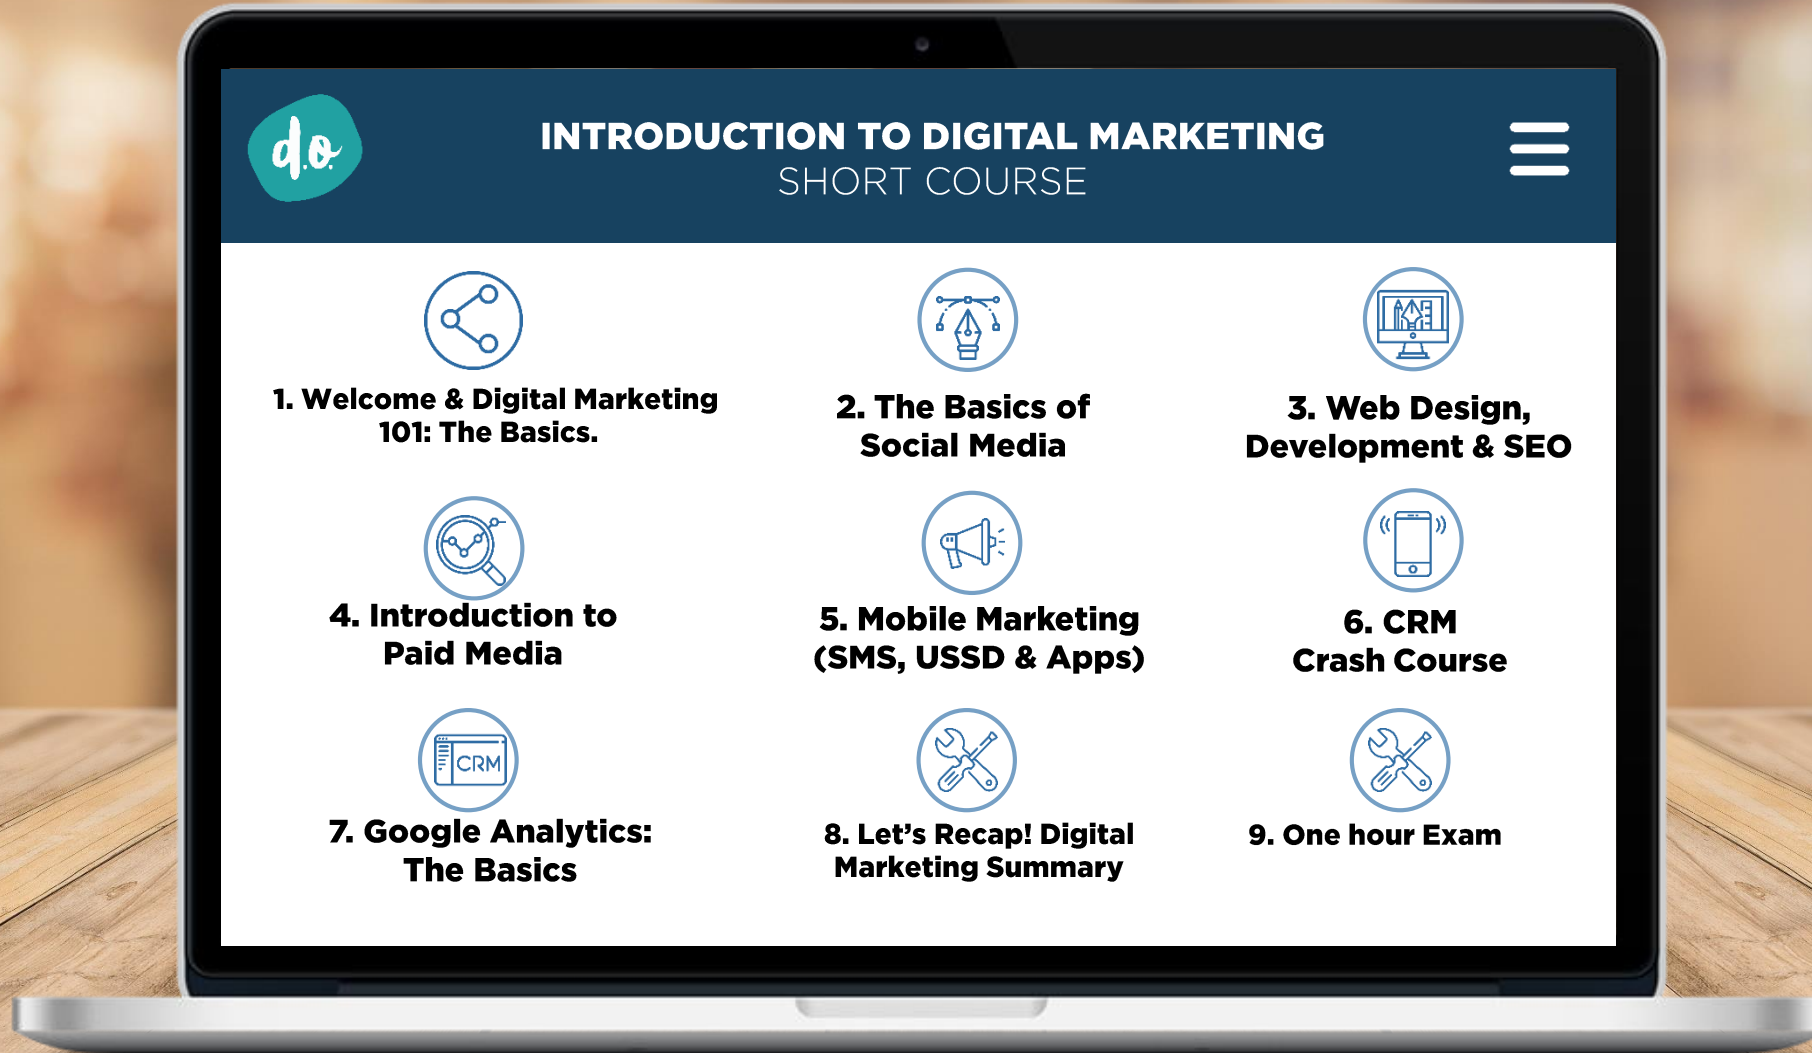 d.o.
INTRODUCTION TO DIGITAL MARKETING
SHORT COURSE
1. Welcome & Digital Marketing
101: The Basics.
2. The Basics of
Social Media
3. Web Design,
Development & SEO
4. Introduction to
Paid Media
5. Mobile Marketing
(SMS, USSD & Apps)
6. CRM
Crash Course
CRM
7. Google Analytics:
The Basics
8. Let’s Recap! Digital
Marketing Summary
9. One hour Exam